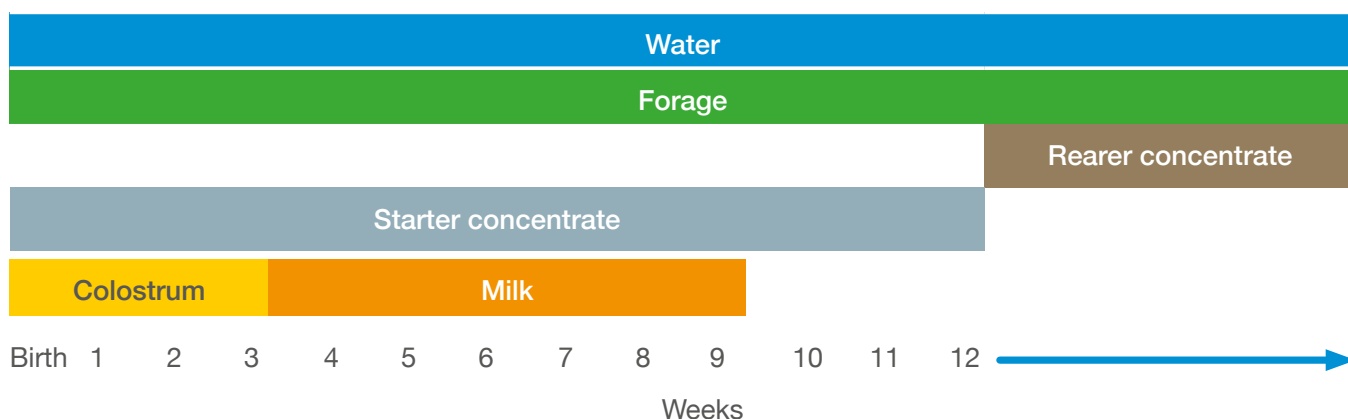 Water
Forage
Rearer concentrate
Starter concentrate
Colostrum Milk
Birth 1 2 3 4 5 6 7 8 9 10 11 12
Weeks